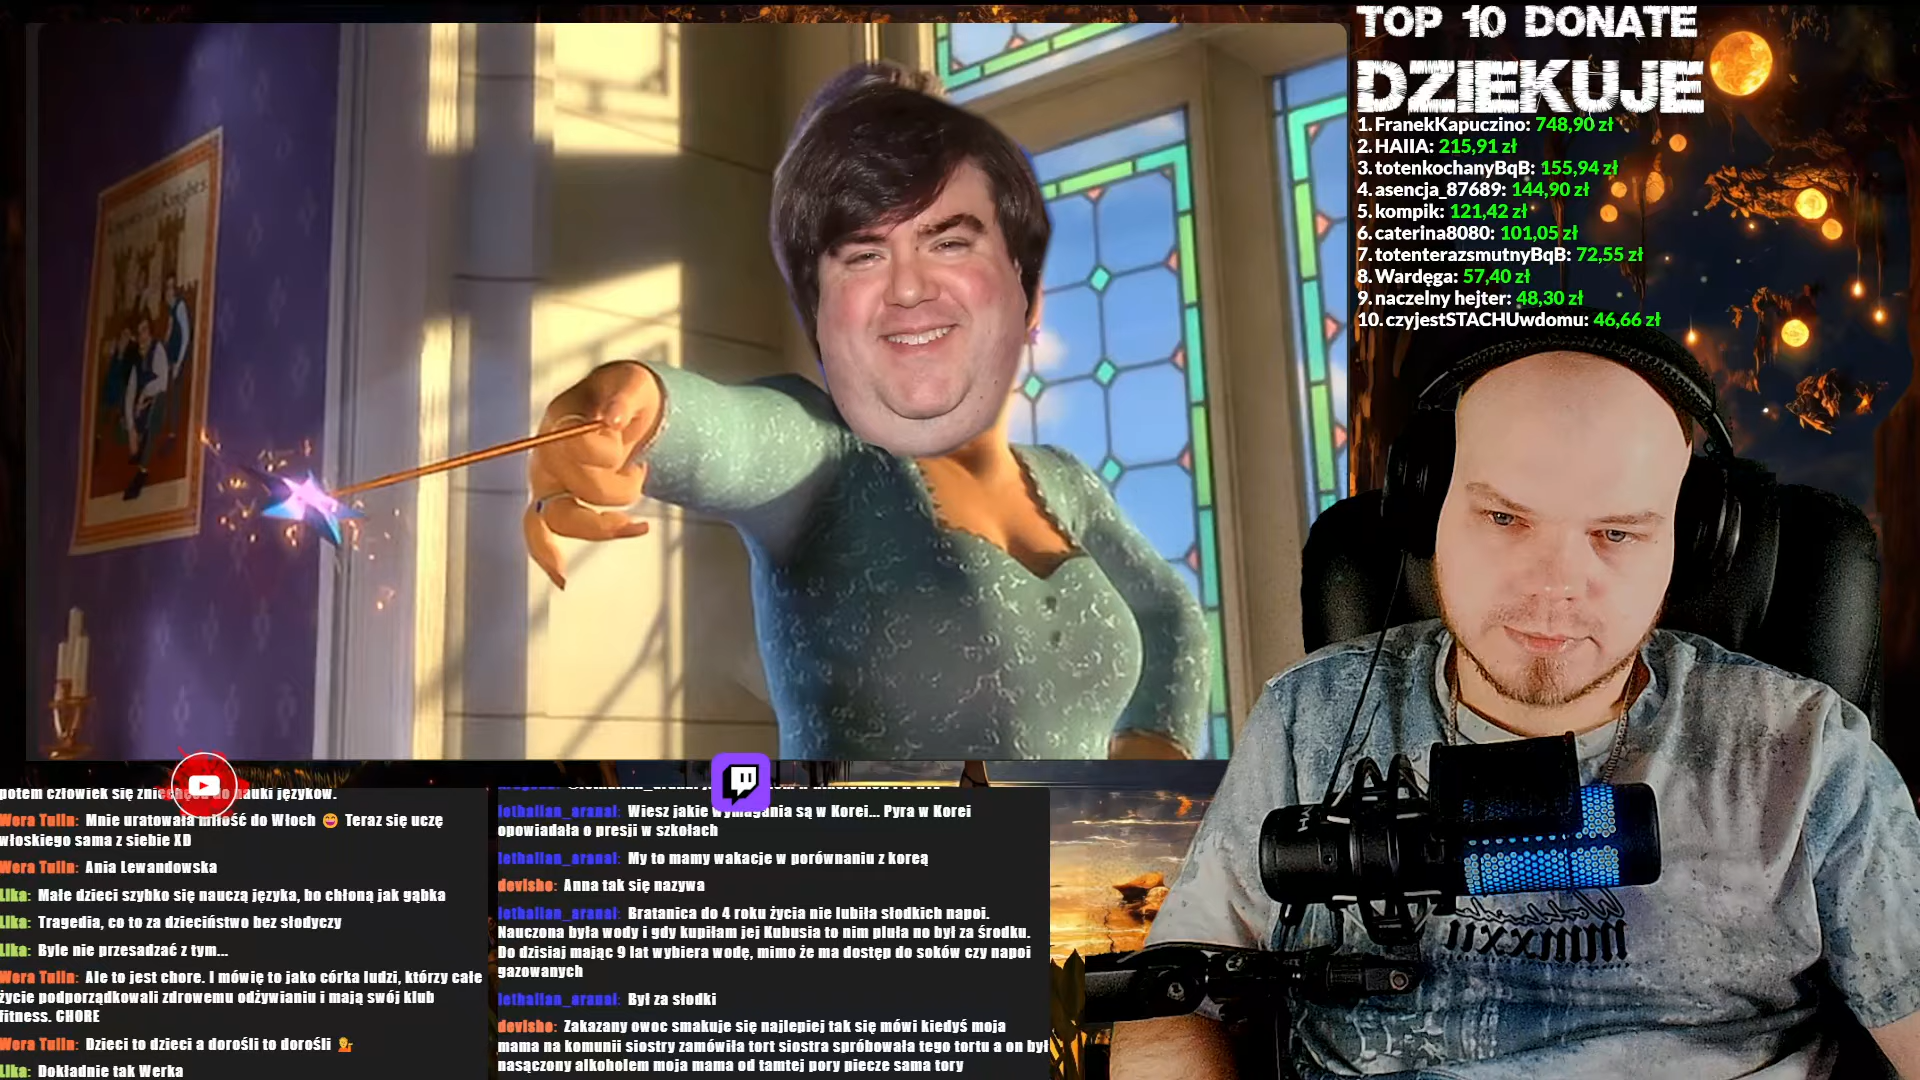 TOP 10 DONATE
DZIEKUJE
1. FranekKapuczino: 748,90 zł
2. HAIIA: 215,91 zł
3. totenkochanyBqB: 155,94 zł
4. asencja_87689: 144,90 zł
5. kompik: 121,42 zł
6. caterina8080: 101,05 zł
7. totenterazsmutnyBqB: 72,55 zł
8. Wardęga: 57,40 zł
9. naczelny hejter: 48,30 zł
10. czyjestSTACHUwdomu: 46,66 zł
potem człowiek się do nauki języków.
Wera Tulin: Mnie uratowała miłość do Włoch 😄 Teraz się uczę
włoskiego sama z siebie XD
Wera Tulin: Ania Lewandowska
Lika: Małe dzieci szybko się nauczą języka, bo chłoną jak gąbka
Lika: Tragedia, co to za dzieciństwo bez słodyczy
Lika: Byle nie przesadzać z tym...
Wera Tulin: Ale to jest chore. I mówię to jako córka ludzi, którzy całe
życie podporządkowali zdrowemu odżywianiu i mają swój klub
fitness. CHORE
Wera Tulin: Dzieci to dzieci a dorośli to dorośli 💁
Lika: Dokładnie tak Werka
lothalian_aranal: Wiesz jakie wymagania są w Korei... Pyra w Korei
opowiadała o presji w szkołach
lothalian_aranal: My to mamy wakacje w porównaniu z koreą
devisho: Anna tak się nazywa
lothalian_aranal: Bratanica do 4 roku życia nie lubiła słodkich napoi.
Nauczona była wody i gdy kupiłam jej Kubusia to nim pluła no był za środku.
Do dzisiaj mając 9 lat wybiera wodę, mimo że ma dostęp do soków czy napoi
gazowanych
lothalian_aranal: Był za słodki
devisho: Zakazany owoc smakuje się najlepiej tak się mówi kiedyś moja
mama na komunii siostry zamówiła tort siostra spróbowała tego tortu a on był
nasączony alkoholem moja mama od tamtej pory piecze sama tory